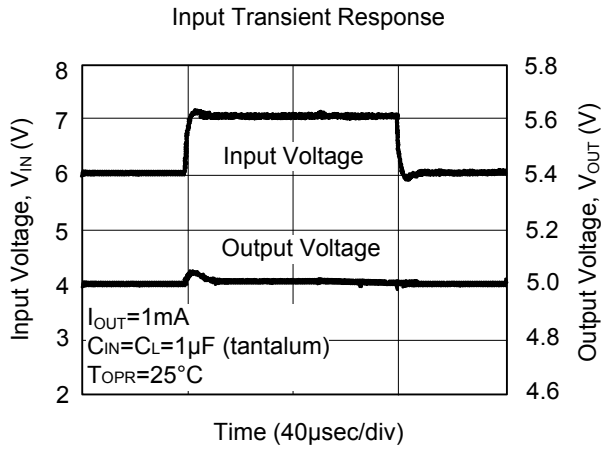 Input Transient Response
8
7
6
5
4
3
2
Input Voltage, VIN (V)
5.8
5.6
5.4
5.2
5.0
4.8
4.6
Output Voltage, VOUT (V)
Input Voltage
Output Voltage
IOUT=1mA
CIN=CL=1µF (tantalum)
TOPR=25°C
Time (40µsec/div)